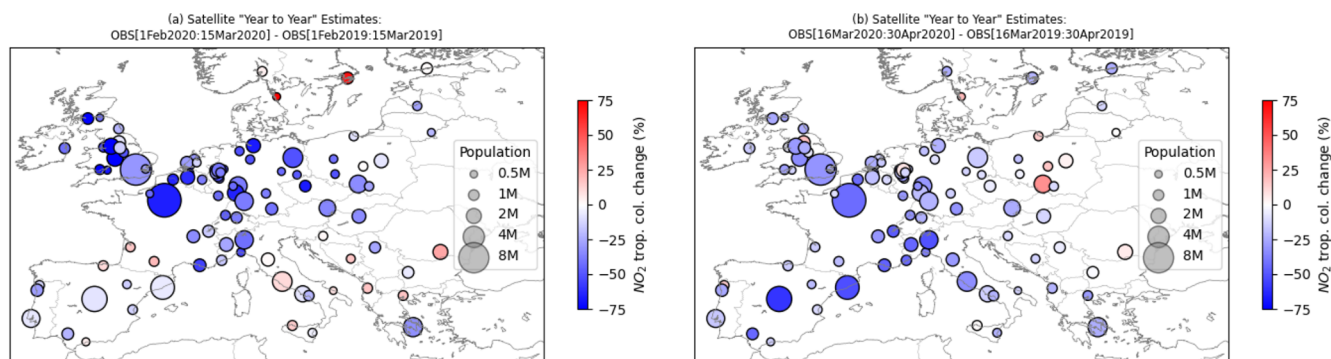 (a) Satellite "Year to Year" Estimates:
OBS[1Feb2020:15Mar2020] - OBS[1Feb2019:15Mar2019]
Population
0.5M
1M
2M
4M
8M
75
50
25
0
−25
−50
−75
NO2 trop. col. change (%)
(b) Satellite "Year to Year" Estimates:
OBS[16Mar2020:30Apr2020] - OBS[16Mar2019:30Apr2019]
Population
0.5M
1M
2M
4M
8M
75
50
25
0
−25
−50
−75
NO2 trop. col. change (%)